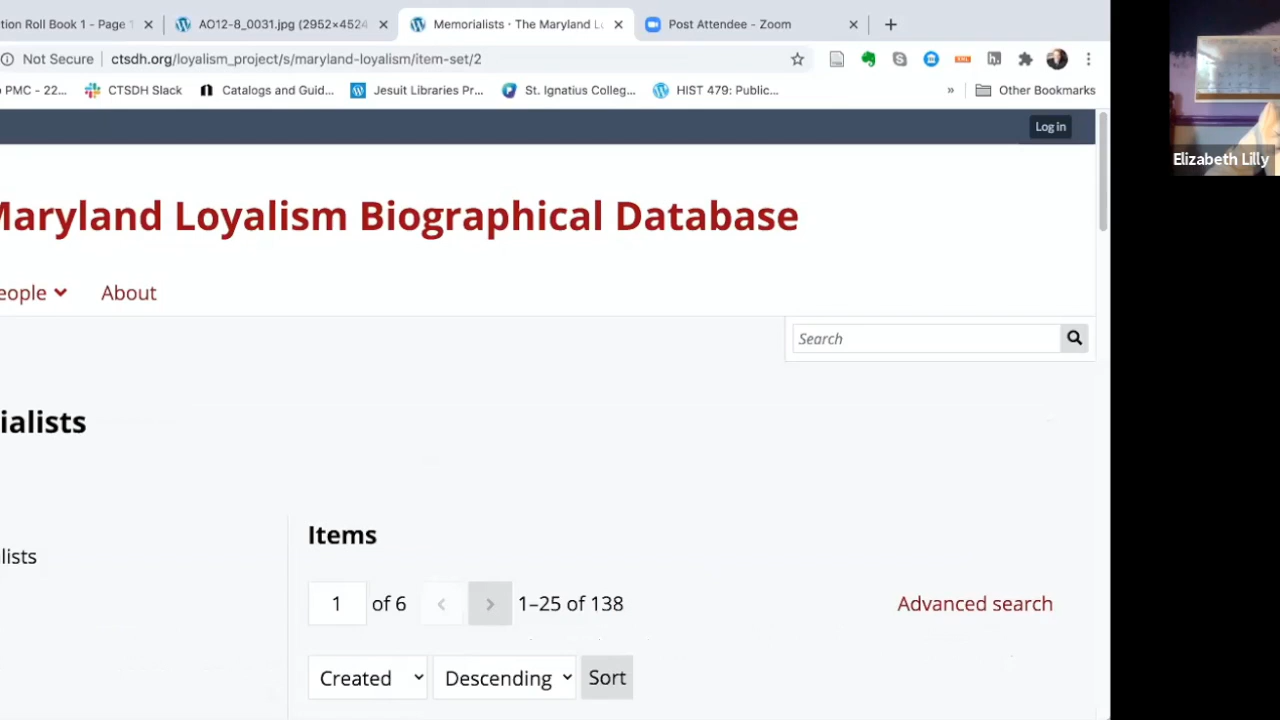 tion Roll Book 1 - Page 1
AO12-8_0031.jpg (2952×4524
Memorialists · The Maryland Lo
Post Attendee - Zoom
Not Secure
ctsdh.org/loyalism_project/s/maryland-loyalism/item-set/2
PMC - 22...
CTSDH Slack
Catalogs and Guid...
Jesuit Libraries Pr...
St. Ignatius Colleg...
HIST 479: Public...
»
Other Bookmarks
Log in
Maryland Loyalism Biographical Database
eople
About
Search
ialists
Items
lists
1 of 6 1–25 of 138
Advanced search
Created Descending Sort
Elizabeth Lilly